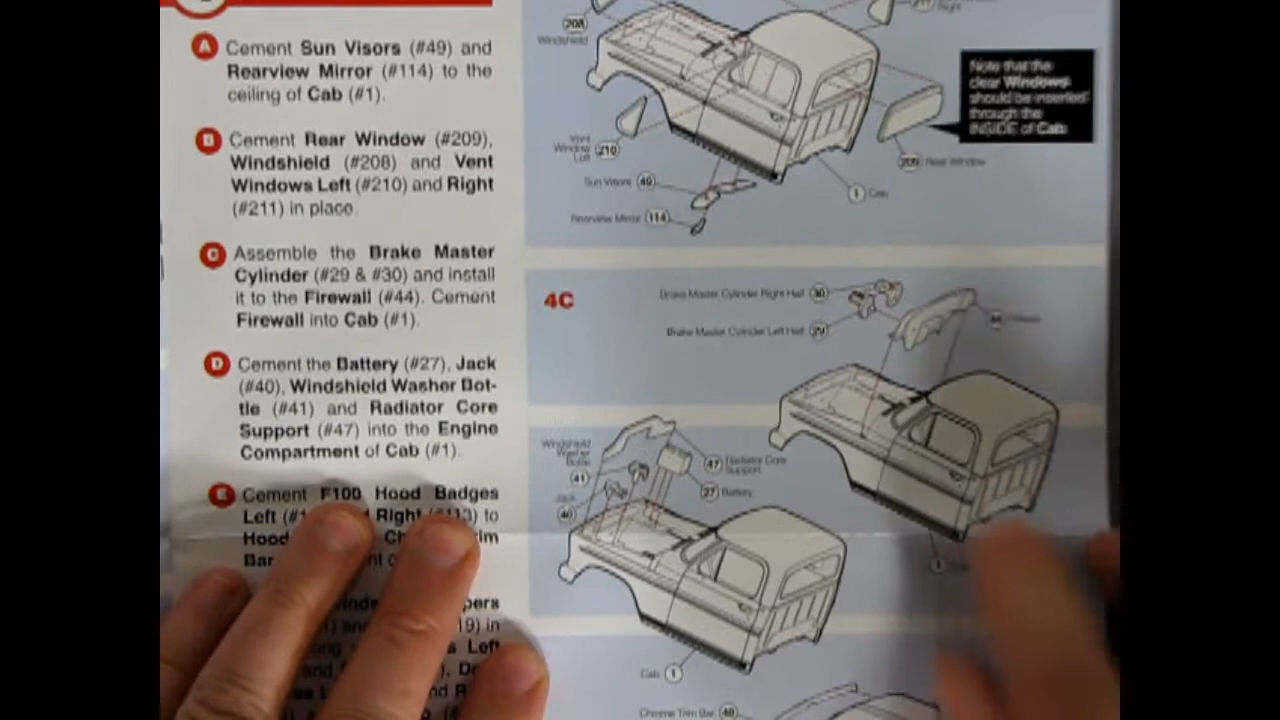 A Cement Sun Visors (#49) and
Rearview Mirror (#114) to the
ceiling of Cab (#1).
B Cement Rear Window (#209),
Windshield (#208) and Vent
Windows Left (#210) and Right
(#211) in place.
C Assemble the Brake Master
Cylinder (#29 & #30) and install
it to the Firewall (#44). Cement
Firewall into Cab (#1).
D Cement the Battery (#27), Jack
(#40), Windshield Washer Bot-
tle (#41) and Radiator Core
Support (#47) into the Engine
Compartment of Cab (#1).
E Cement F100 Hood Badges
Left Right to
Hood
Bar
208
Windshield
Right
Note that the
clear Windows
should be inserted
through the
INSIDE of Cab.
Vent
Window
Left 210
209 Rear Window
Sun Visors 49
1 Cab
Rearview Mirror 114
4C
Brake Master Cylinder Right Half 30
Brake Master Cylinder Left Half 29
44 Firewall
Windshield
Washer
Bottle
41
47 Radiator Core
Support
27 Battery
Jack
40
1
Cab 1
Chrome Trim Bar 48